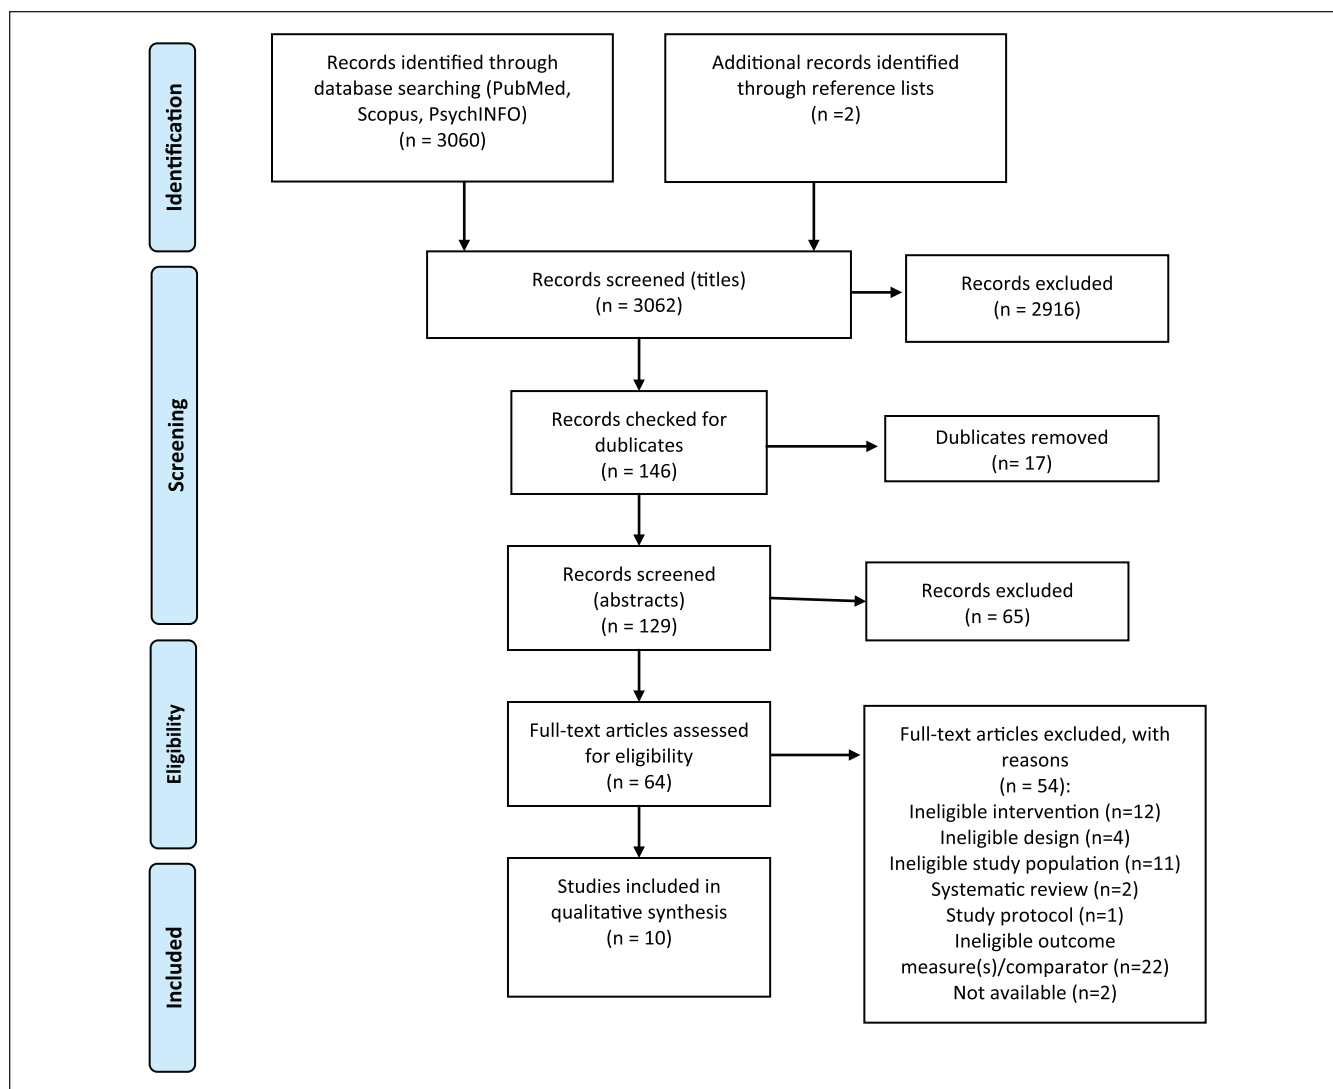 Identification
Records identified through
database searching (PubMed,
Scopus, PsychINFO)
(n = 3060)
Additional records identified
through reference lists
(n =2)
Screening
Records screened (titles)
(n = 3062)
Records excluded
(n = 2916)
Records checked for
dublicates
(n = 146)
Dublicates removed
(n= 17)
Records screened
(abstracts)
(n = 129)
Records excluded
(n = 65)
Eligibility
Full-text articles assessed
for eligibility
(n = 64)
Full-text articles excluded, with
reasons
(n = 54):
Ineligible intervention (n=12)
Ineligible design (n=4)
Ineligible study population (n=11)
Systematic review (n=2)
Study protocol (n=1)
Ineligible outcome
measure(s)/comparator (n=22)
Not available (n=2)
Included
Studies included in
qualitative synthesis
(n = 10)